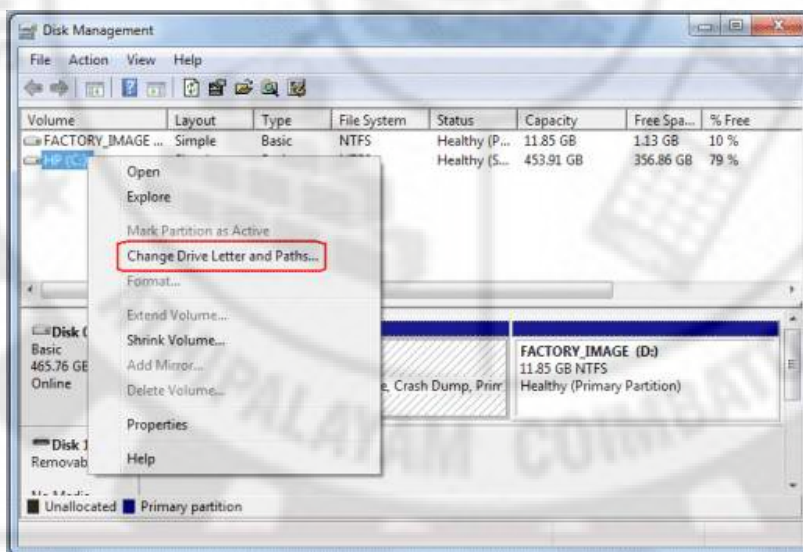 Disk Management
File Action View Help
Volume Layout Type File System Status Capacity Free Spa... % Free
FACTORY_IMAGE ... Simple Basic NTFS Healthy (P... 11.85 GB 1.13 GB 10 %
HP (C:) Healthy (S... 453.91 GB 356.86 GB 79 %
Open
Explore
Mark Partition as Active
Change Drive Letter and Paths...
Format...
Extend Volume...
Shrink Volume...
Add Mirror...
Delete Volume...
Properties
Help
Disk
Basic
465.76 GB
Online
e, Crash Dump, Prim
FACTORY_IMAGE (D:)
11.85 GB NTFS
Healthy (Primary Partition)
Disk 1
Removab
Unallocated Primary partition
PALAYAM COIMBAT